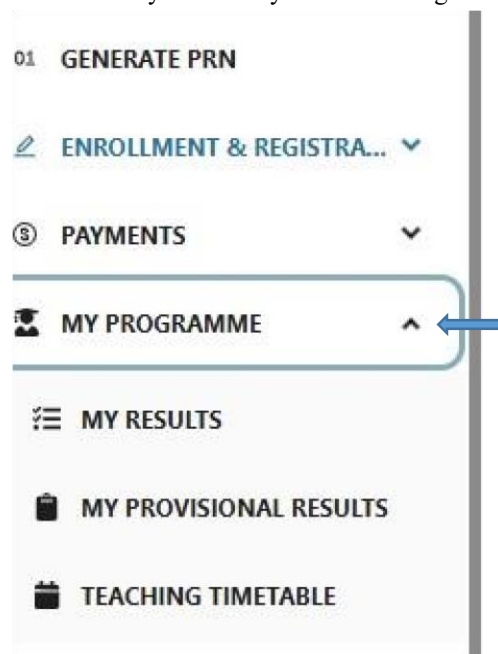 01 GENERATE PRN
ENROLLMENT & REGISTRA...
PAYMENTS
MY PROGRAMME
MY RESULTS
MY PROVISIONAL RESULTS
TEACHING TIMETABLE